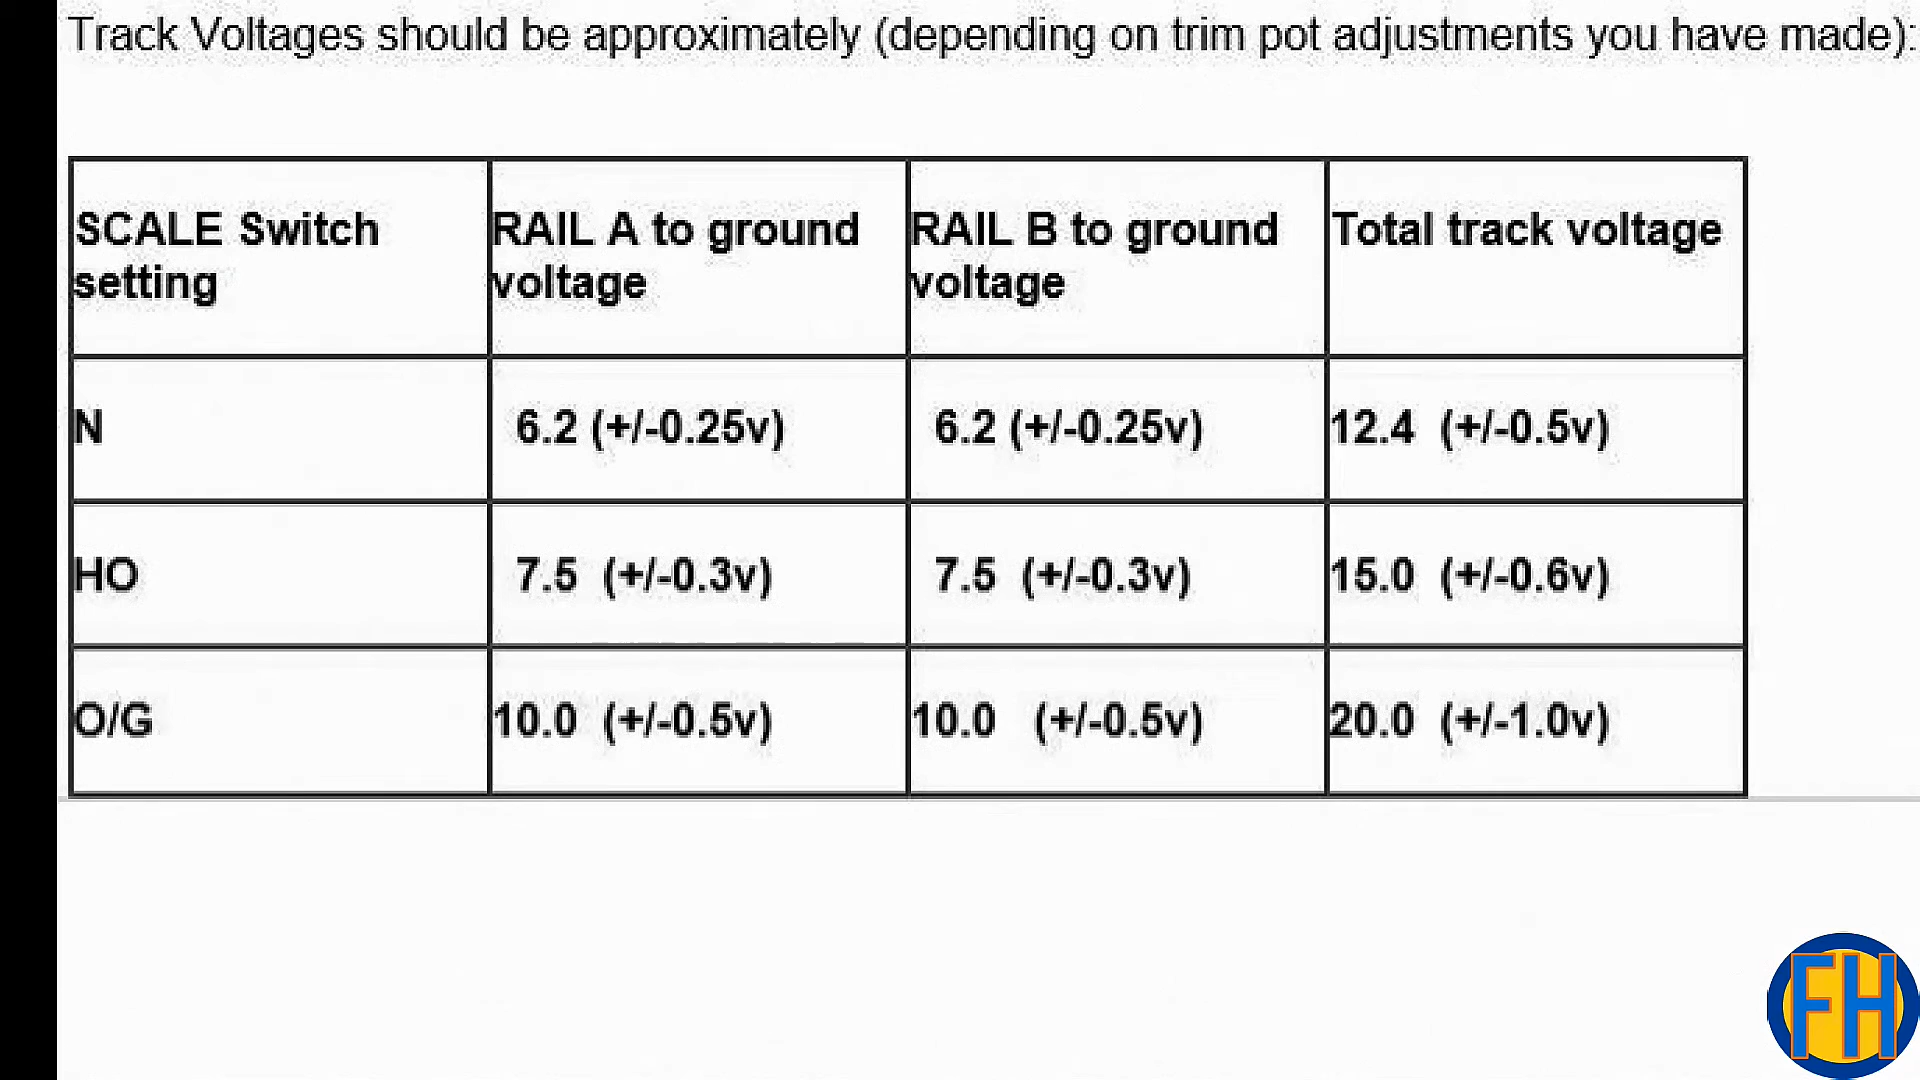 Track Voltages should be approximately (depending on trim pot adjustments you have made):
SCALE Switch setting RAIL A to ground voltage RAIL B to ground voltage Total track voltage
N 6.2 (+/-0.25v) 6.2 (+/-0.25v) 12.4 (+/-0.5v)
HO 7.5 (+/-0.3v) 7.5 (+/-0.3v) 15.0 (+/-0.6v)
O/G 10.0 (+/-0.5v) 10.0 (+/-0.5v) 20.0 (+/-1.0v)
FH